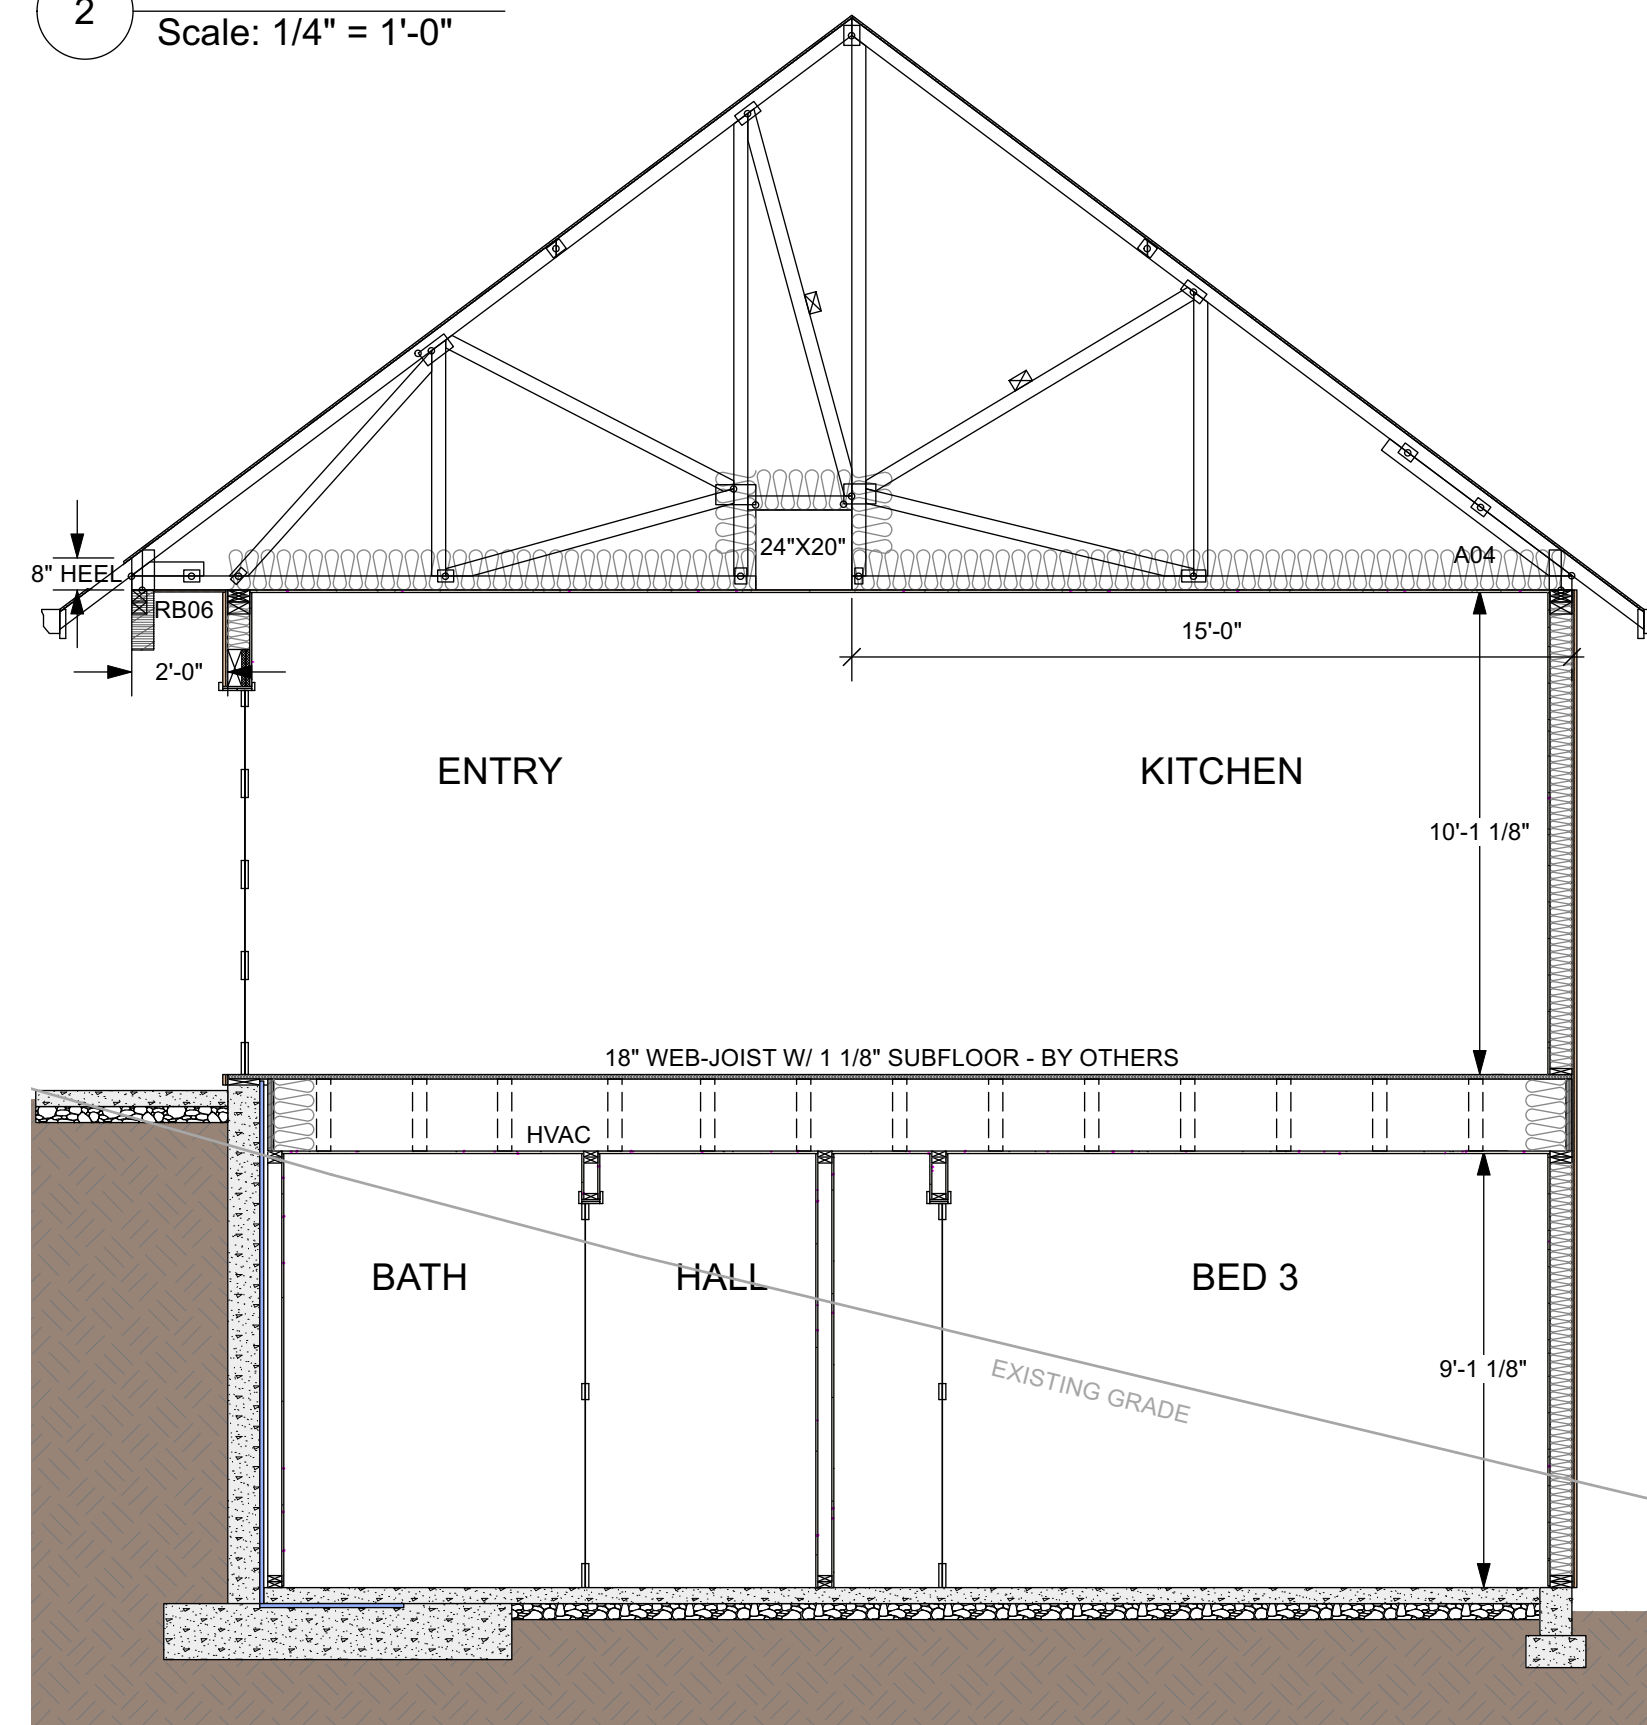 2
Scale: 1/4" = 1'-0"
24"X20"
8" HEEL
A04
RB06
15'-0"
2'-0"
ENTRY
KITCHEN
10'-1 1/8"
18" WEB-JOIST W/ 1 1/8" SUBFLOOR - BY OTHERS
HVAC
BATH
HALL
BED 3
9'-1 1/8"
EXISTING GRADE